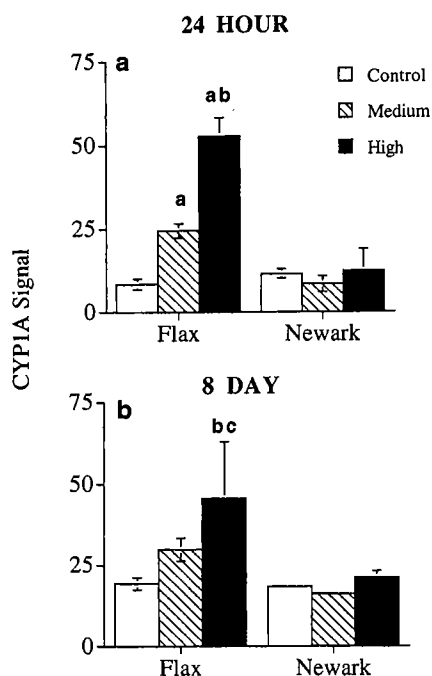 24 HOUR
a
75
50
25
0
ab
a
Control
Medium
High
Flax
Newark
CYP1A Signal
8 DAY
b
75
50
25
0
bc
Flax
Newark